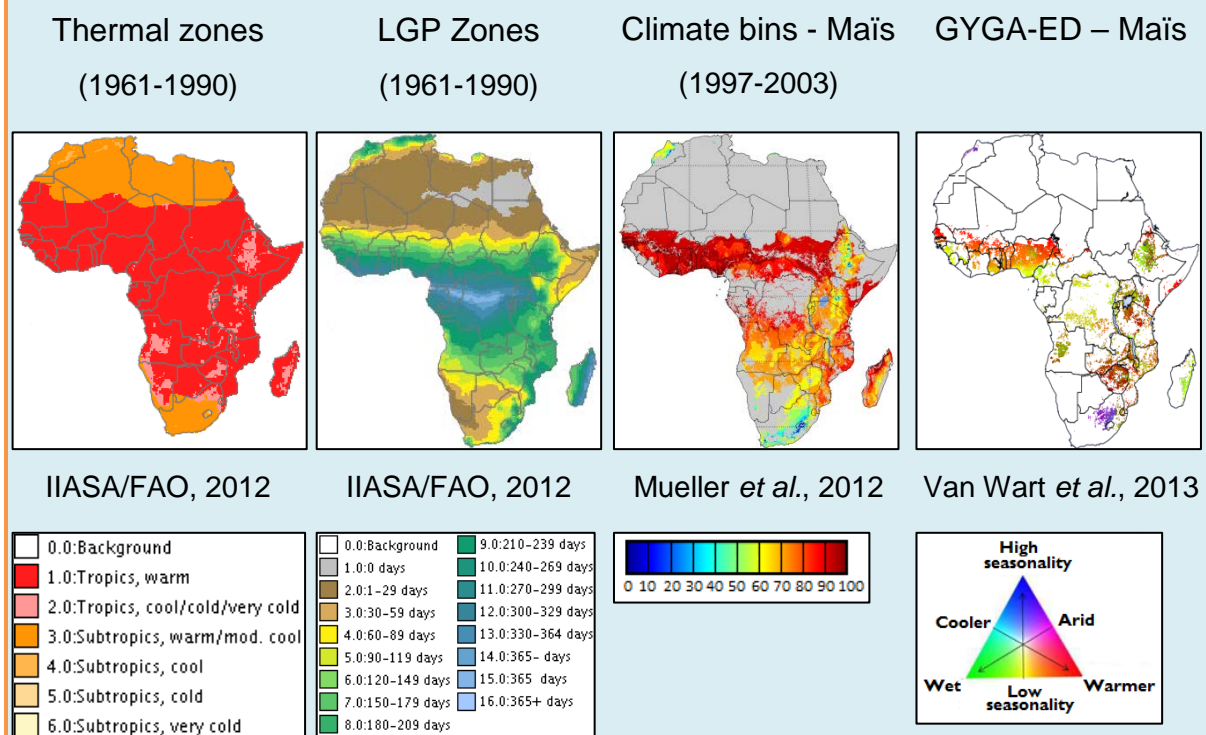 Thermal zones
(1961-1990)
LGP Zones
(1961-1990)
Climate bins - Maïs
(1997-2003)
GYGA-ED – Maïs
IIASA/FAO, 2012
IIASA/FAO, 2012
Mueller et al., 2012
Van Wart et al., 2013
0.0:Background
1.0:Tropics, warm
2.0:Tropics, cool/cold/very cold
3.0:Subtropics, warm/mod. cool
4.0:Subtropics, cool
5.0:Subtropics, cold
6.0:Subtropics, very cold
0.0:Background
1.0:0 days
2.0:1-29 days
3.0:30-59 days
4.0:60-89 days
5.0:90-119 days
6.0:120-149 days
7.0:150-179 days
8.0:180-209 days
9.0:210-239 days
10.0:240-269 days
11.0:270-299 days
12.0:300-329 days
13.0:330-364 days
14.0:365- days
15.0:365 days
16.0:365+ days
0 10 20 30 40 50 60 70 80 90 100
High
seasonality
Cooler
Arid
Wet
Low
seasonality
Warmer